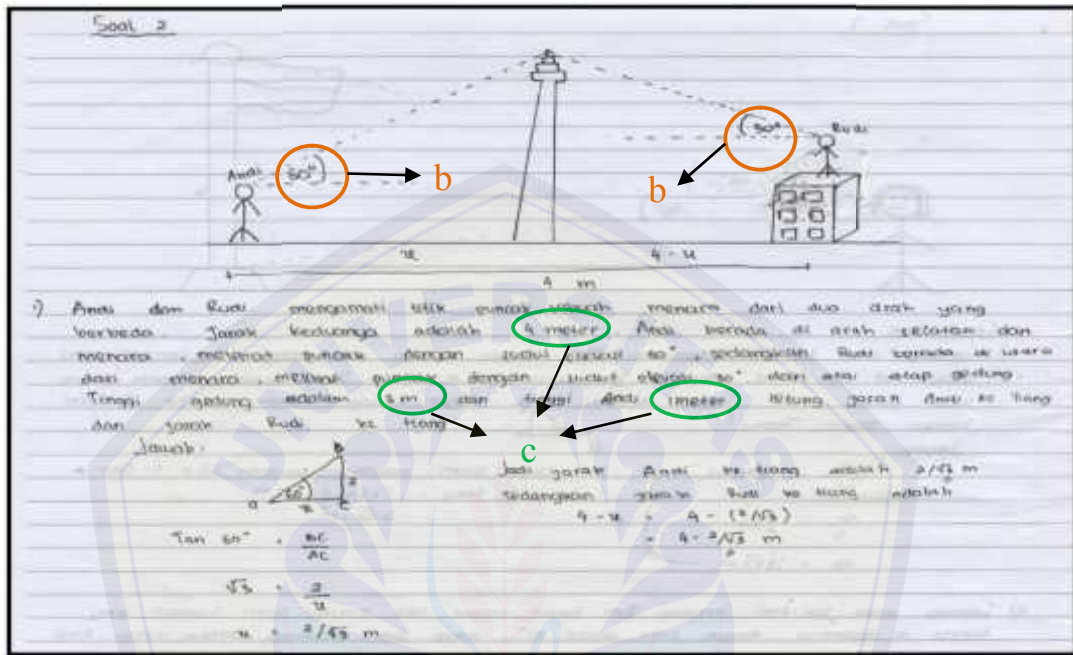 Soal 2
Rudi
30°
Andi
60°
b
b
x
4 - x
4 m
Andi dan Rudi mengamati titik puncak sebuah menara dari dua arah yang
berbeda. Jarak keduanya adalah 4 meter. Andi berada di arah selatan dari
menara, melihat puncak dengan sudut elevasi 60°, sedangkan Rudi berada di utara
dari menara, melihat puncak dengan sudut elevasi 30° dari atas atap gedung.
Tinggi gedung adalah 3 m dan tinggi Andi 1 meter. Hitung jarak Andi ke tiang
dan jarak Rudi ke tiang
c
Jawab.
B
60°
2
a
x
C
Tan 60° = BC
AC
√3 = 2
x
x = 2/√3 m
Jadi jarak Andi ke tiang adalah 2/√3 m
sedangkan jarak Rudi ke tiang adalah
4 - x = 4 - (2/√3)
= 4 - 2/√3 m